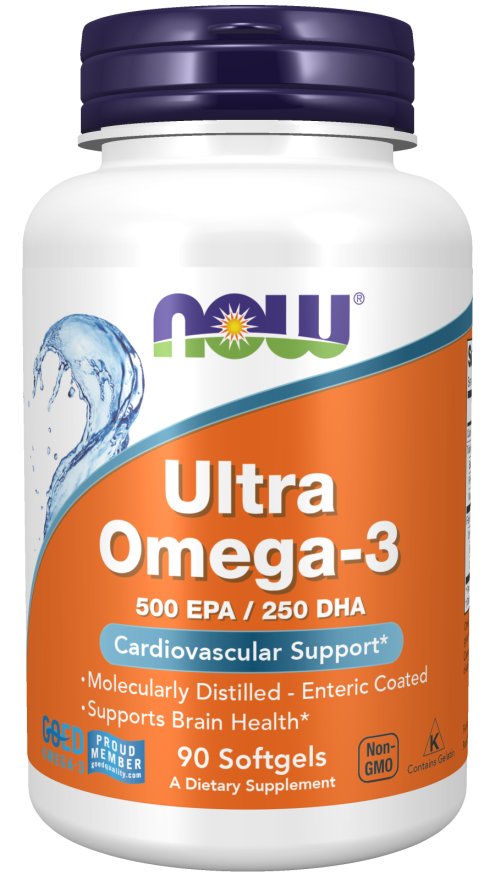 NOW®
Ultra
Omega-3
500 EPA / 250 DHA
Cardiovascular Support*
•Molecularly Distilled - Enteric Coated
•Supports Brain Health*
GOED
OMEGA-3
PROUD
MEMBER
goedquality.com
90 Softgels
A Dietary Supplement
Non-
GMO
K
Contains Gelatin